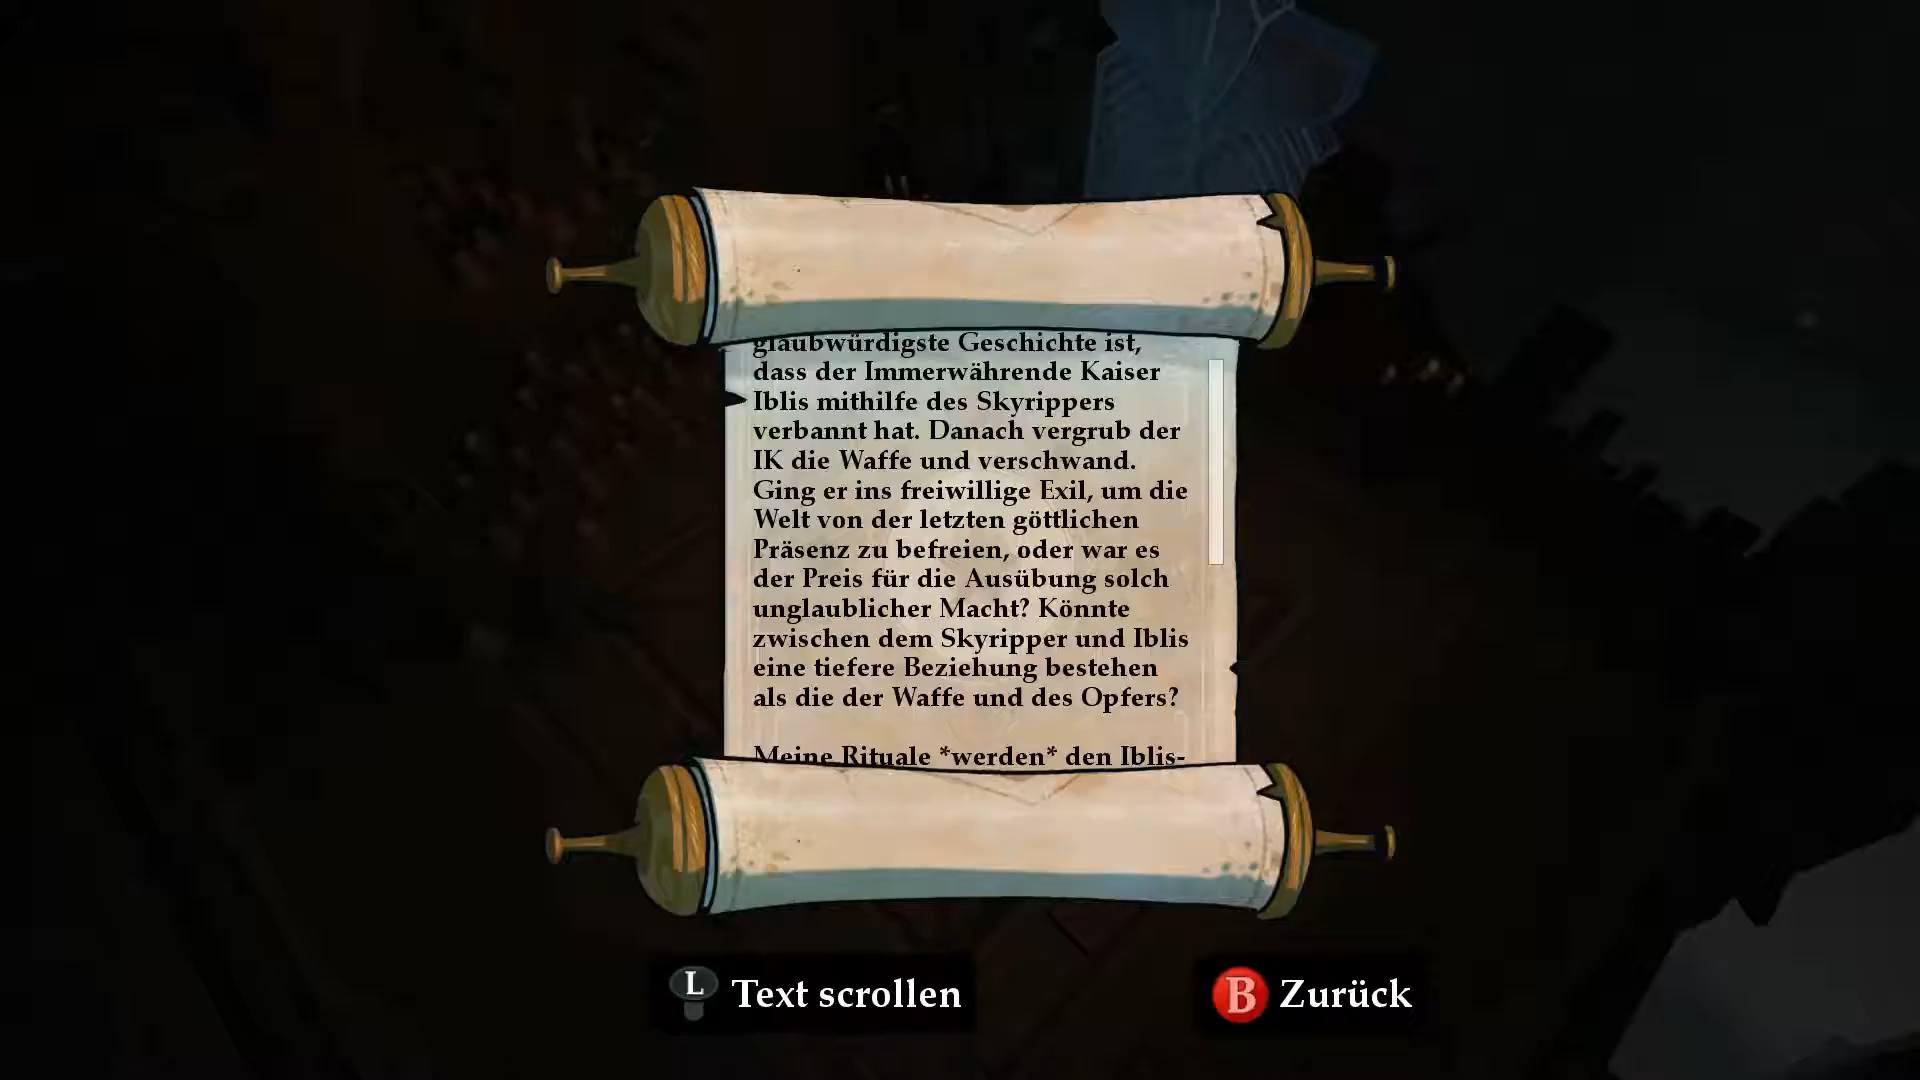 glaubwürdigste Geschichte ist,
dass der Immerwährende Kaiser
Iblis mithilfe des Skyrippers
verbannt hat. Danach vergrub der
IK die Waffe und verschwand.
Ging er ins freiwillige Exil, um die
Welt von der letzten göttlichen
Präsenz zu befreien, oder war es
der Preis für die Ausübung solch
unglaublicher Macht? Könnte
zwischen dem Skyripper und Iblis
eine tiefere Beziehung bestehen
als die der Waffe und des Opfers?
Meine Rituale *werden* den Iblis-
L Text scrollen
B Zurück